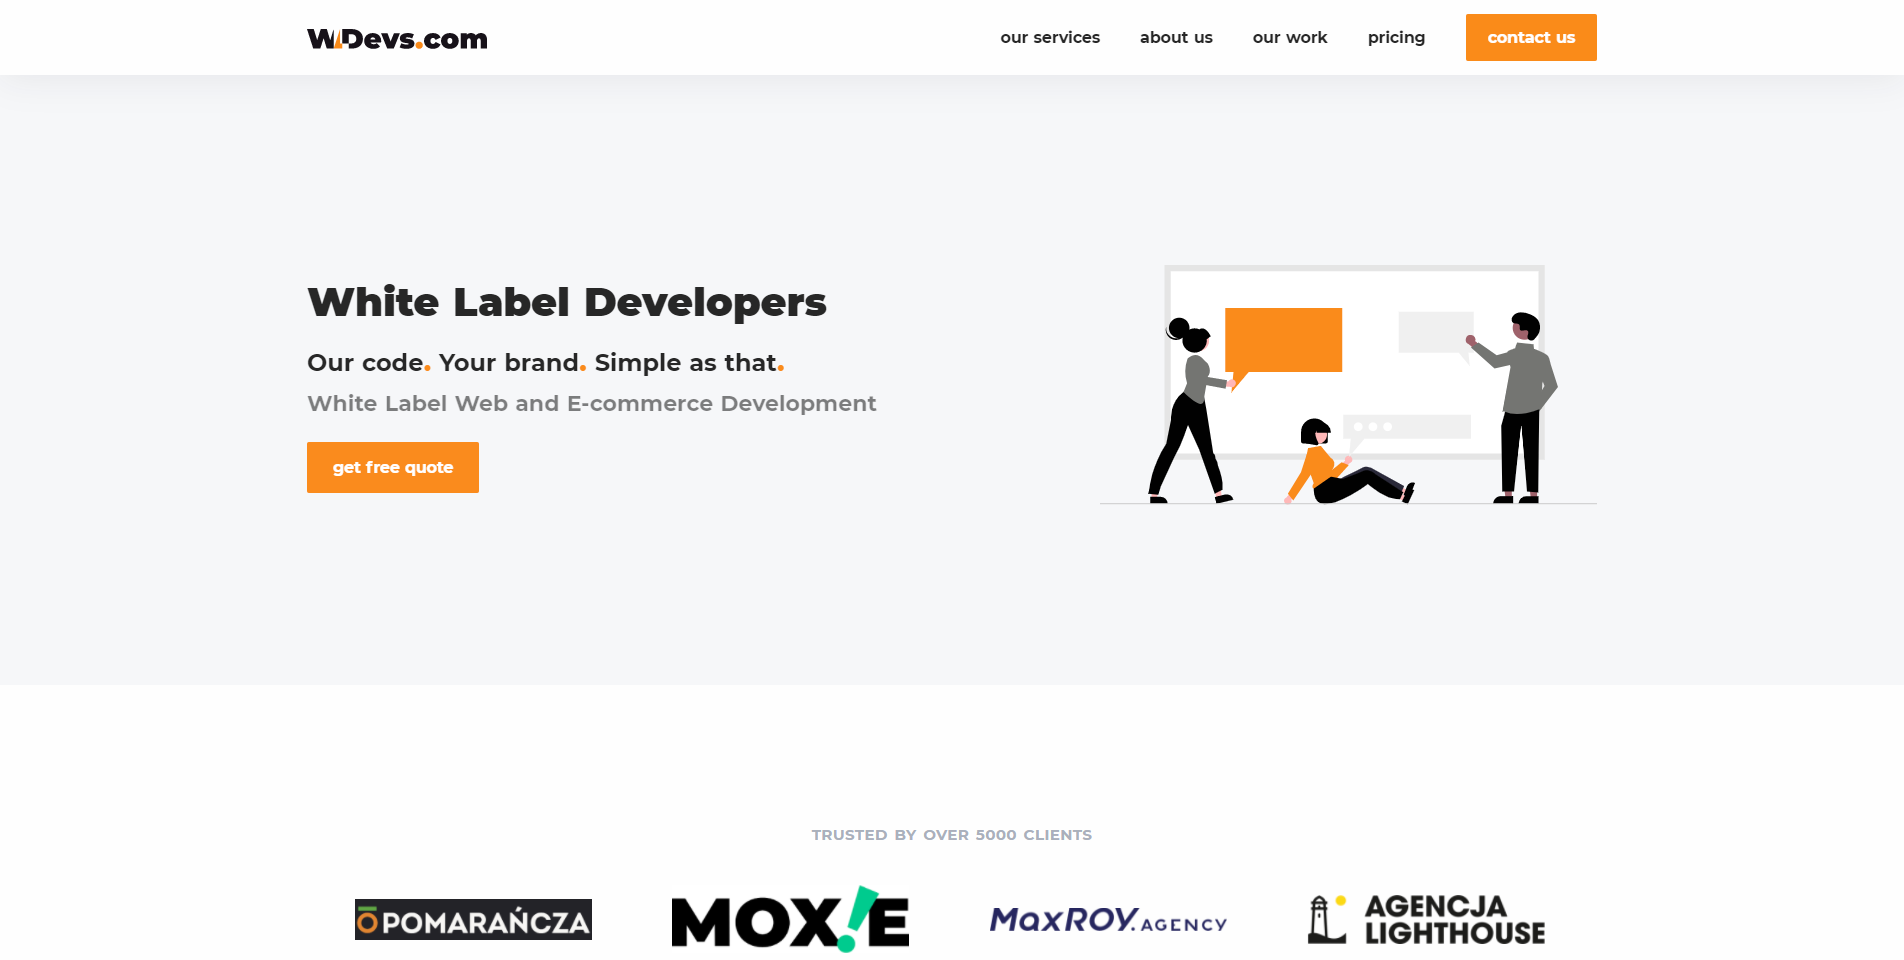 WDevs.com
our services
about us
our work
pricing
contact us
White Label Developers
Our code. Your brand. Simple as that.
White Label Web and E-commerce Development
get free quote
TRUSTED BY OVER 5000 CLIENTS
POMARAŃCZA
MOX!E
MaxROY.AGENCY
AGENCJA
LIGHTHOUSE